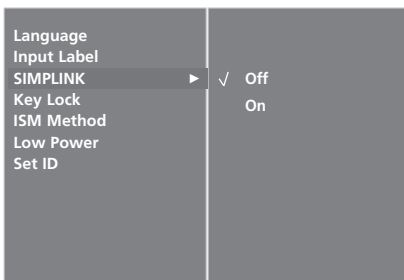 Language
Input Label
SIMPLINK ► √ Off
Key Lock On
ISM Method
Low Power
Set ID